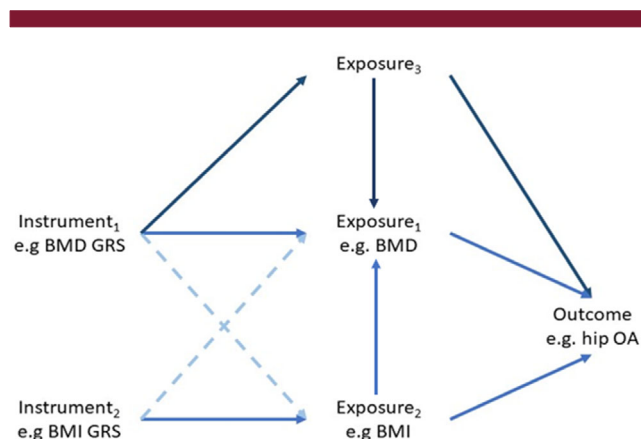 Exposure₃
Instrument₁
e.g BMD GRS
Exposure₁
e.g. BMD
Outcome
e.g. hip OA
Instrument₂
e.g BMI GRS
Exposure₂
e.g BMI